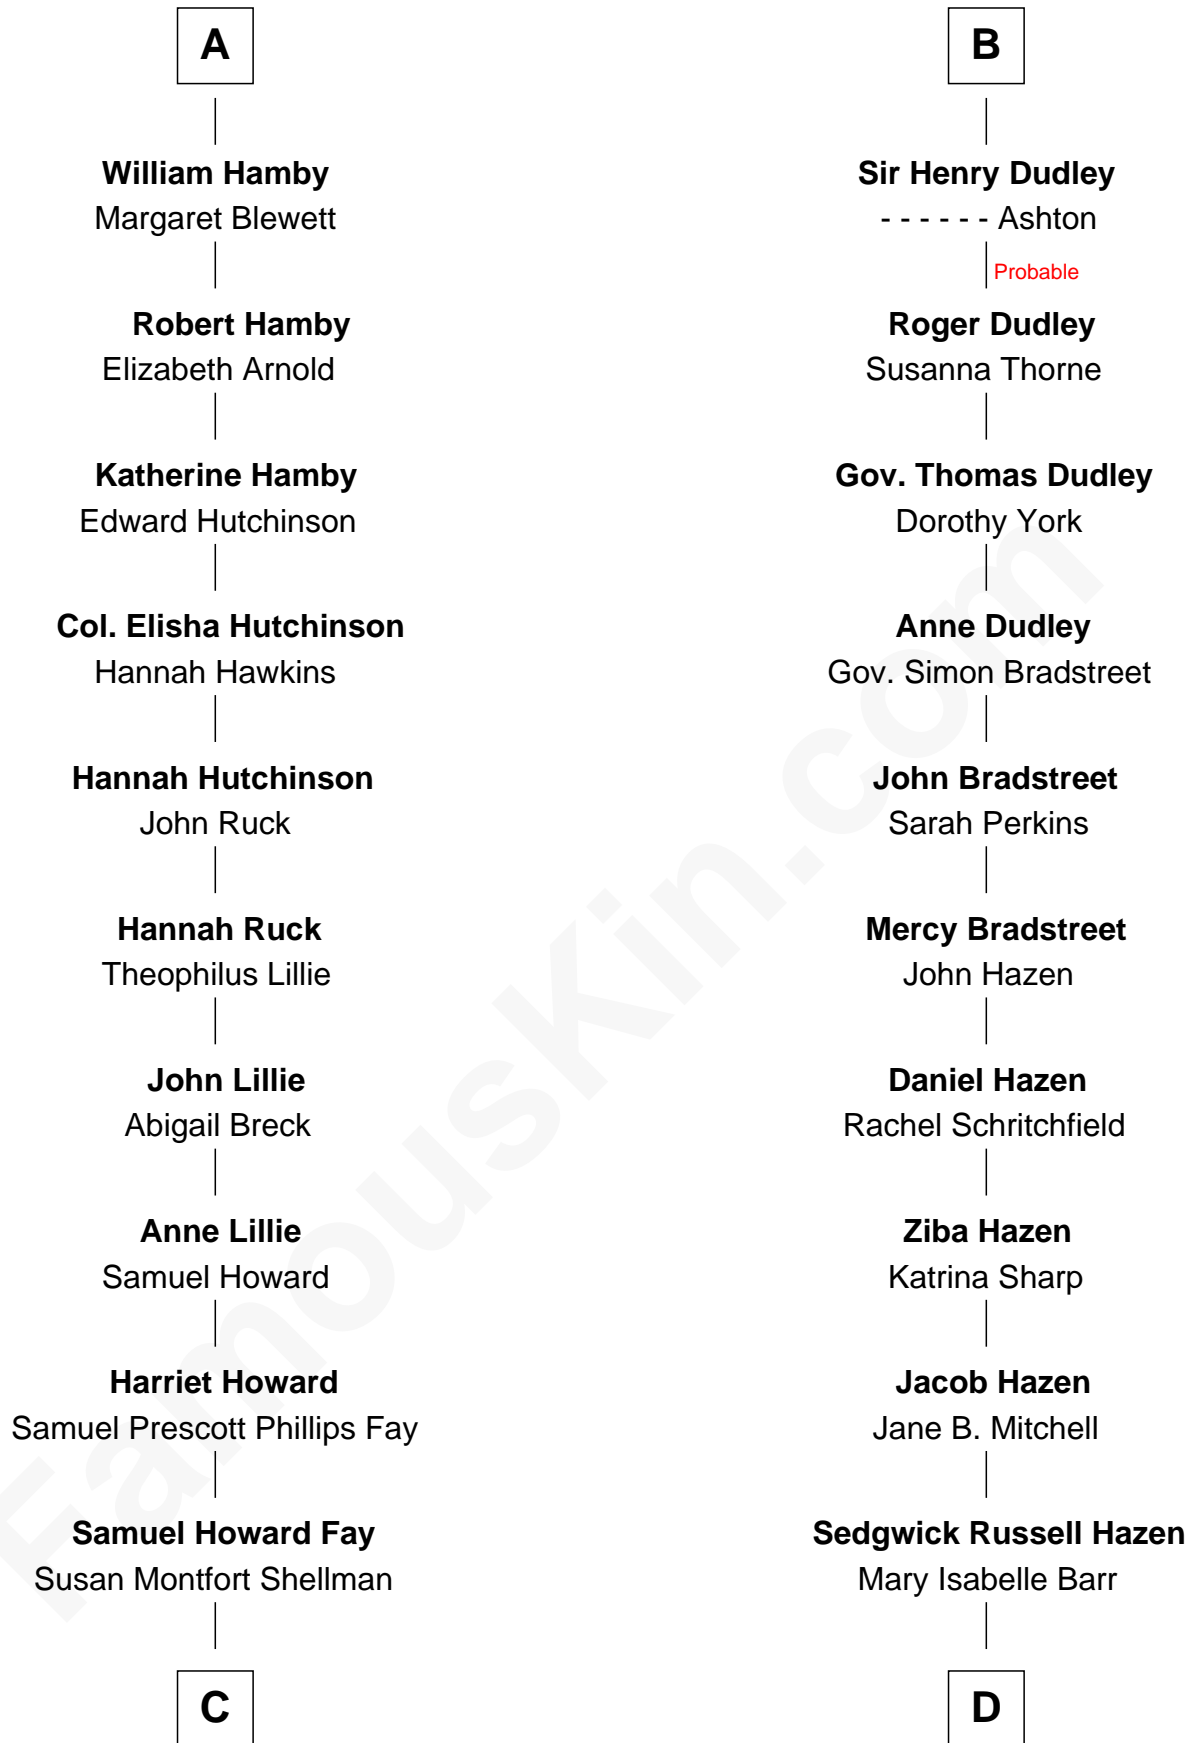 A
William Hamby
Margaret Blewett
Robert Hamby
Elizabeth Arnold
Katherine Hamby
Edward Hutchinson
Col. Elisha Hutchinson
Hannah Hawkins
Hannah Hutchinson
John Ruck
Hannah Ruck
Theophilus Lillie
John Lillie
Abigail Breck
Anne Lillie
Samuel Howard
Harriet Howard
Samuel Prescott Phillips Fay
Samuel Howard Fay
Susan Montfort Shellman
C
B
Sir Henry Dudley
- - - - - - Ashton
Probable
Roger Dudley
Susanna Thorne
Gov. Thomas Dudley
Dorothy York
Anne Dudley
Gov. Simon Bradstreet
John Bradstreet
Sarah Perkins
Mercy Bradstreet
John Hazen
Daniel Hazen
Rachel Schritchfield
Ziba Hazen
Katrina Sharp
Jacob Hazen
Jane B. Mitchell
Sedgwick Russell Hazen
Mary Isabelle Barr
D
FamousKin.com